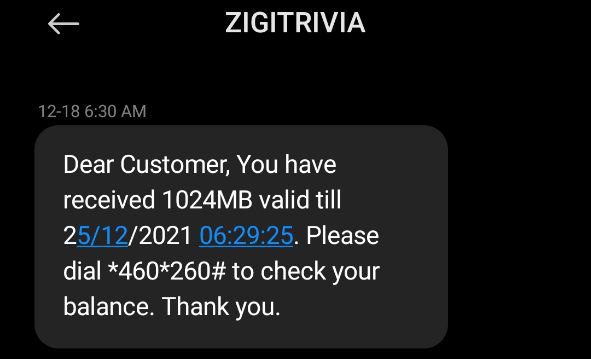 ZIGITRIVIA
12-18 6:30 AM
Dear Customer, You have
received 1024MB valid till
25/12/2021 06:29:25. Please
dial *460*260# to check your
balance. Thank you.